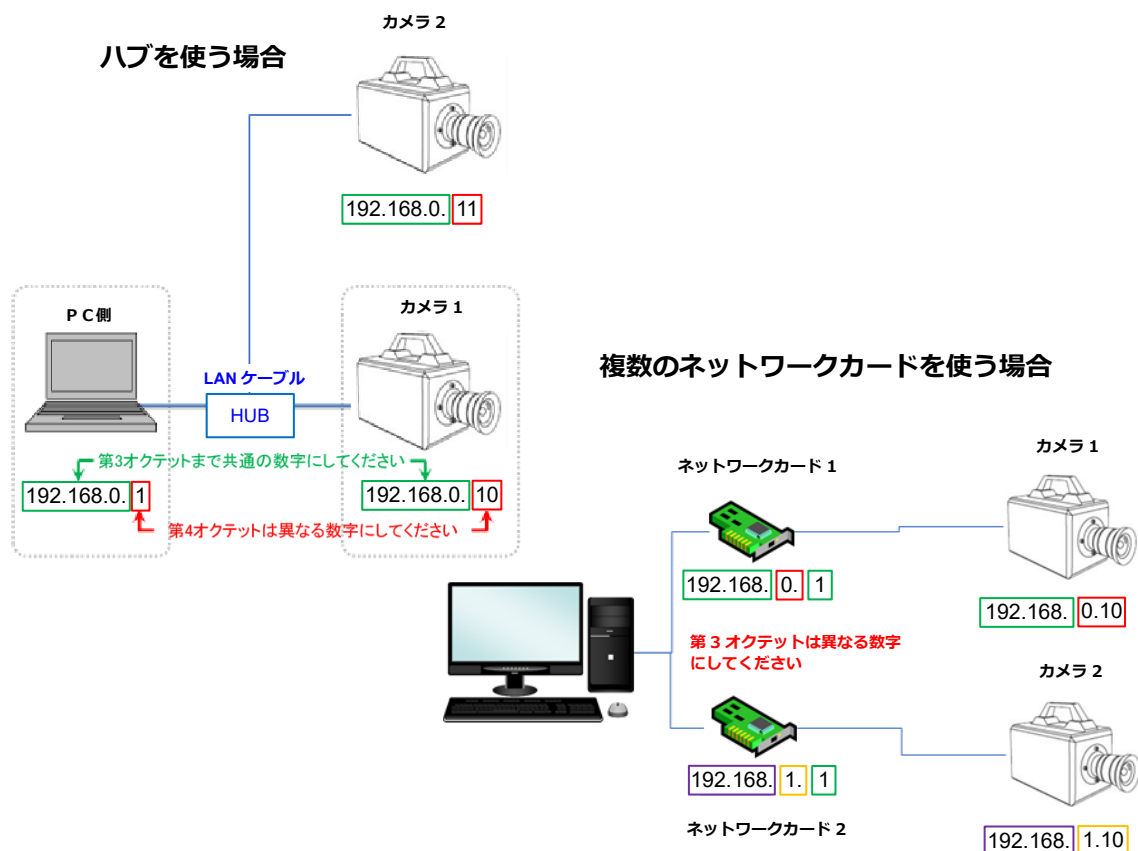 ハブを使う場合
カメラ 2
192.168.0. 11
ＰＣ側
カメラ 1
LAN ケーブル
HUB
第3オクテットまで共通の数字にしてください
192.168.0. 1
192.168.0. 10
第4オクテットは異なる数字にしてください
複数のネットワークカードを使う場合
ネットワークカード 1
カメラ 1
192.168. 0. 1
192.168. 0.10
第 3 オクテットは異なる数字
にしてください
カメラ 2
192.168. 1. 1
ネットワークカード 2
192.168. 1.10